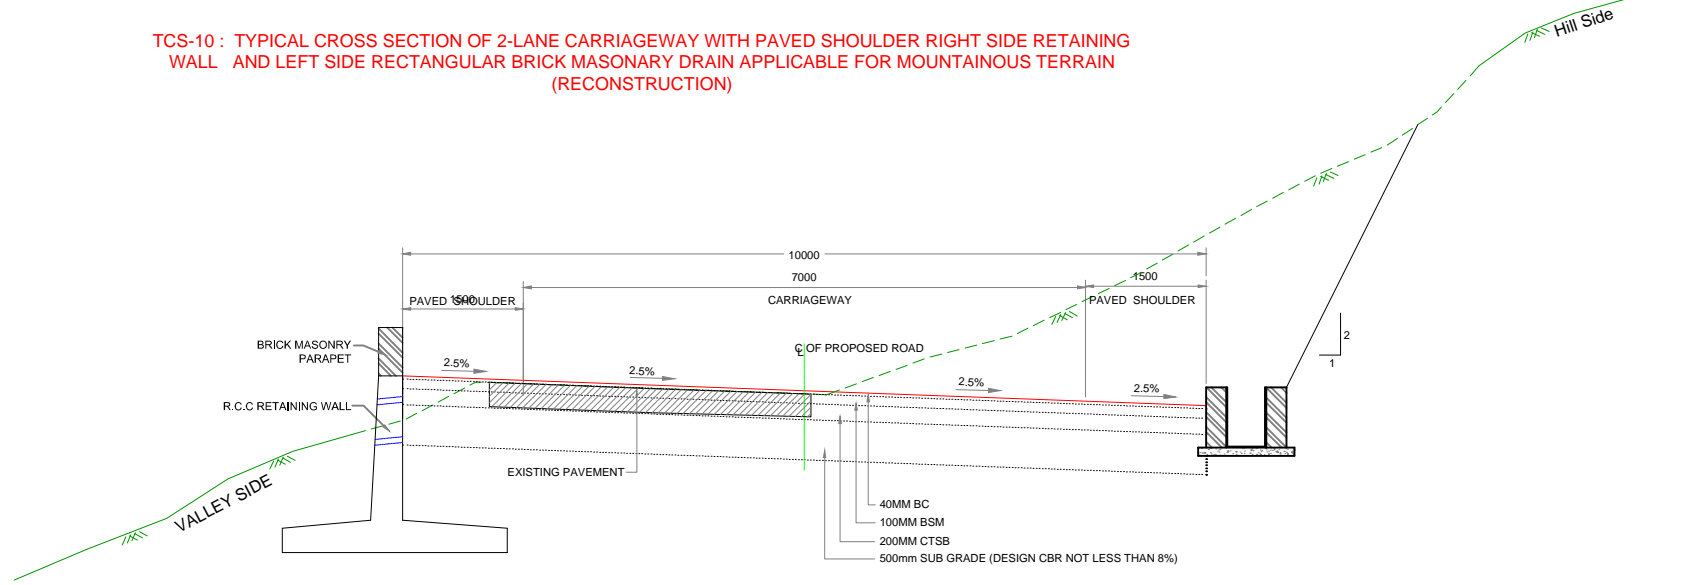 TCS-10 : TYPICAL CROSS SECTION OF 2-LANE CARRIAGEWAY WITH PAVED SHOULDER RIGHT SIDE RETAINING
WALL AND LEFT SIDE RECTANGULAR BRICK MASONARY DRAIN APPLICABLE FOR MOUNTAINOUS TERRAIN
(RECONSTRUCTION)
Hill Side
10000
7000
1500
1500
PAVED SHOULDER
CARRIAGEWAY
PAVED SHOULDER
BRICK MASONRY
PARAPET
℄ OF PROPOSED ROAD
2
1
2.5%
2.5%
2.5%
2.5%
R.C.C RETAINING WALL
EXISTING PAVEMENT
VALLEY SIDE
40MM BC
100MM BSM
200MM CTSB
500mm SUB GRADE (DESIGN CBR NOT LESS THAN 8%)